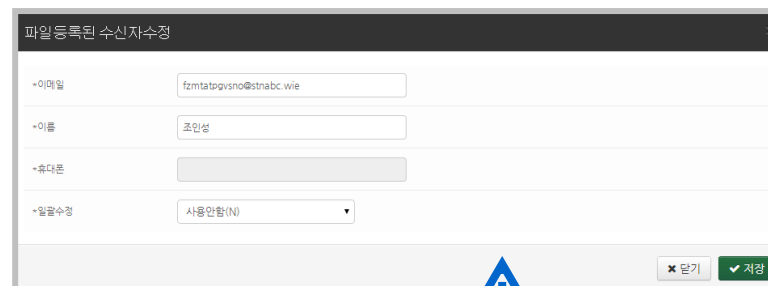 파일등록된 수신자수정
*이메일 fzmtatpgvsno@stnabc.wie
*이름 조인성
*휴대폰
*일괄수정 사용안함(N)
닫기 저장